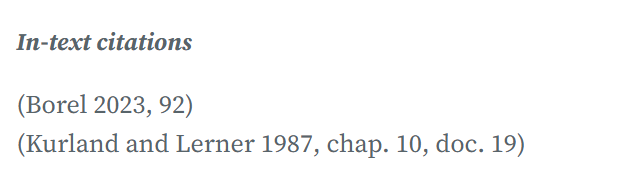 In-text citations
(Borel 2023, 92)
(Kurland and Lerner 1987, chap. 10, doc. 19)